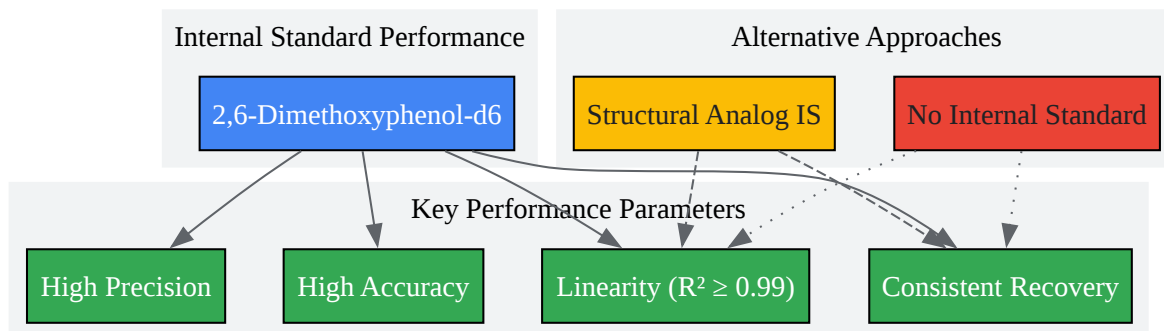 Internal Standard Performance
Alternative Approaches
2,6-Dimethoxyphenol-d6
Structural Analog IS
No Internal Standard
Key Performance Parameters
High Precision
High Accuracy
Linearity (R² ≥ 0.99)
Consistent Recovery